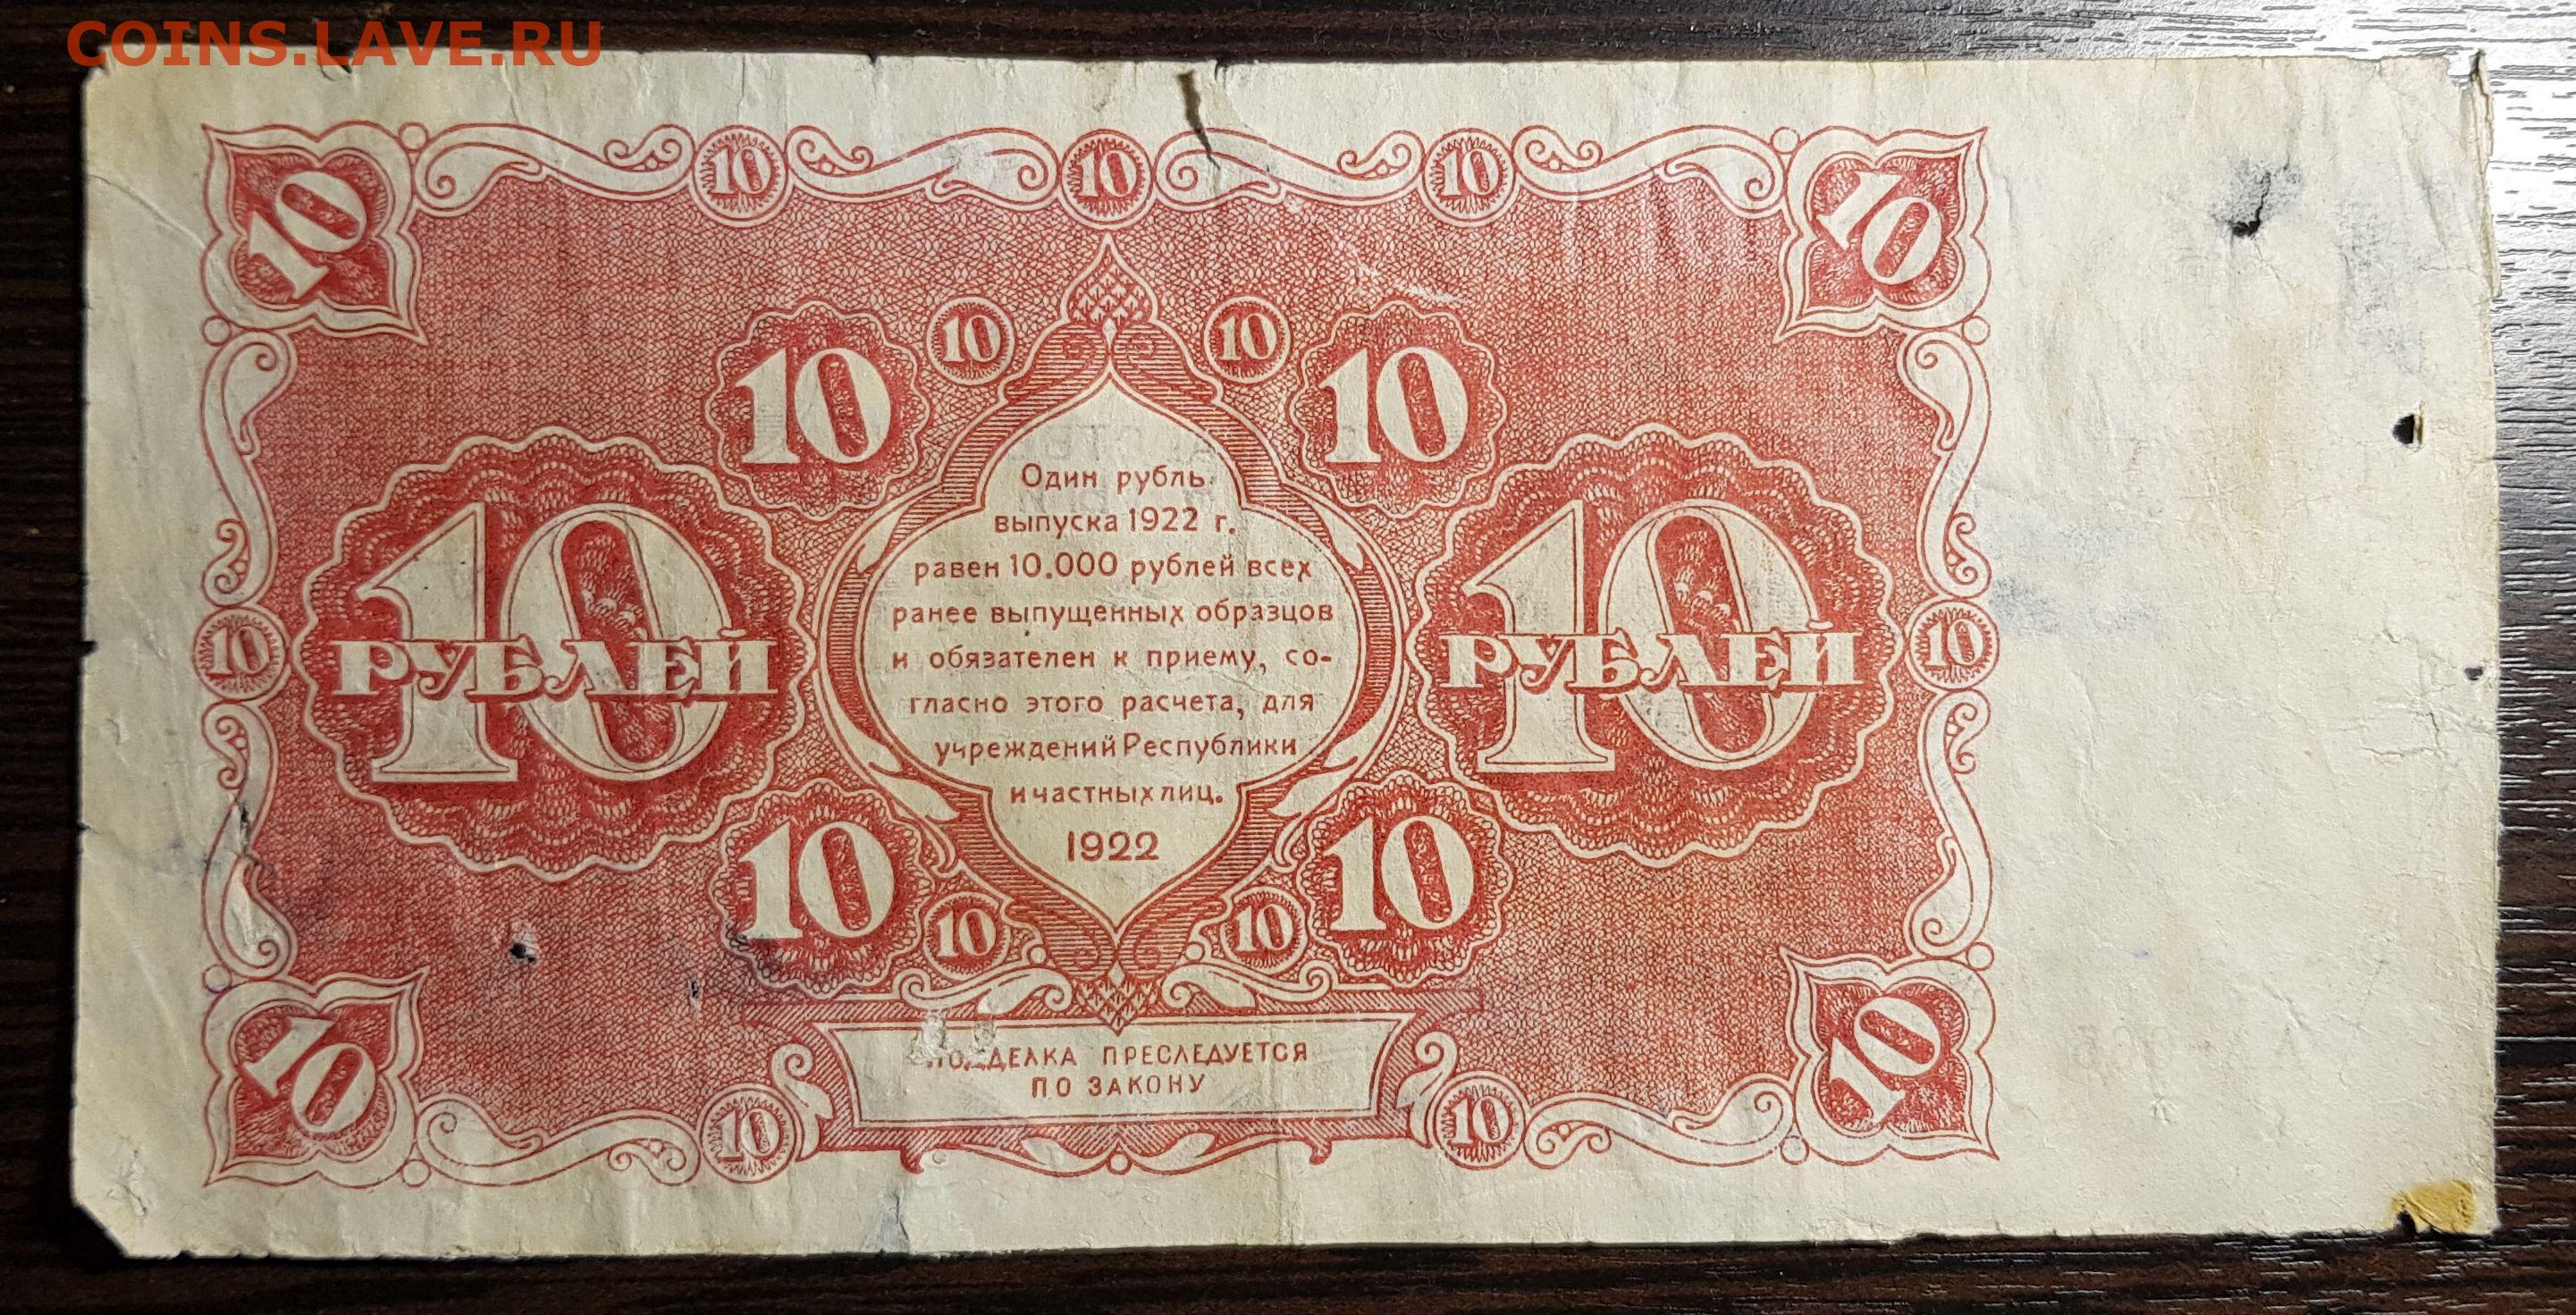 COINS.LAVE.RU
10 10 10 10 10
10 10 10 10
Один рубль
выпуска 1922 г.
равен 10.000 рублей всех
ранее выпущенных образцов
и обязателен к приему, со-
гласно этого расчета, для
учреждений Республики
и частных лиц.
1922
10 РУБЛЕЙ
10 РУБЛЕЙ
10 10
10 10 10 10
ПОДДЕЛКА ПРЕСЛЕДУЕТСЯ
ПО ЗАКОНУ
10 10 10 10